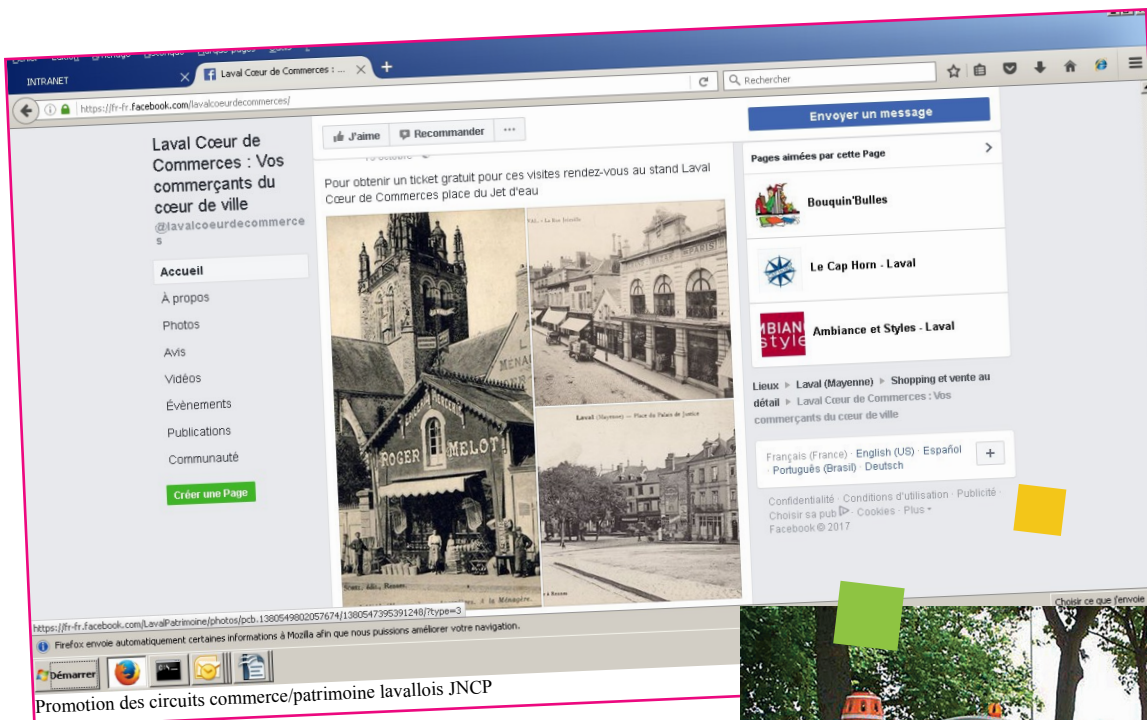 INTRANET
Laval Cœur de Commerces : ...
https://fr-fr.facebook.com/lavalcoeurdecommerces/
Rechercher
Laval Cœur de
Commerces : Vos
commerçants du
cœur de ville
@lavalcoeurdecommerce
s
Accueil
À propos
Photos
Avis
Vidéos
Évènements
Publications
Communauté
Créer une Page
J'aime
Recommander
...
octobre
Pour obtenir un ticket gratuit pour ces visites rendez-vous au stand Laval
Cœur de Commerces place du Jet d'eau
EPICERIE MERCERIE
ROGER MELOT
PARIS
Laval (Mayenne) — Place du Palais de Justice
Envoyer un message
Pages aimées par cette Page
Bouquin'Bulles
Le Cap Horn - Laval
MBIAN
style
Ambiance et Styles - Laval
Lieux ▸ Laval (Mayenne) ▸ Shopping et vente au
détail ▸ Laval Cœur de Commerces : Vos
commerçants du cœur de ville
Français (France) · English (US) · Español
· Português (Brasil) · Deutsch
Confidentialité · Conditions d'utilisation · Publicité ·
Choisir sa pub · Cookies · Plus
Facebook © 2017
https://fr-fr.facebook.com/LavalPatrimoine/photos/pcb.1380549802057674/1380547395391248/?type=3
Firefox envoie automatiquement certaines informations à Mozilla afin que nous puissions améliorer votre navigation.
Choisir ce que j'envoie
Démarrer
Promotion des circuits commerce/patrimoine lavallois JNCP